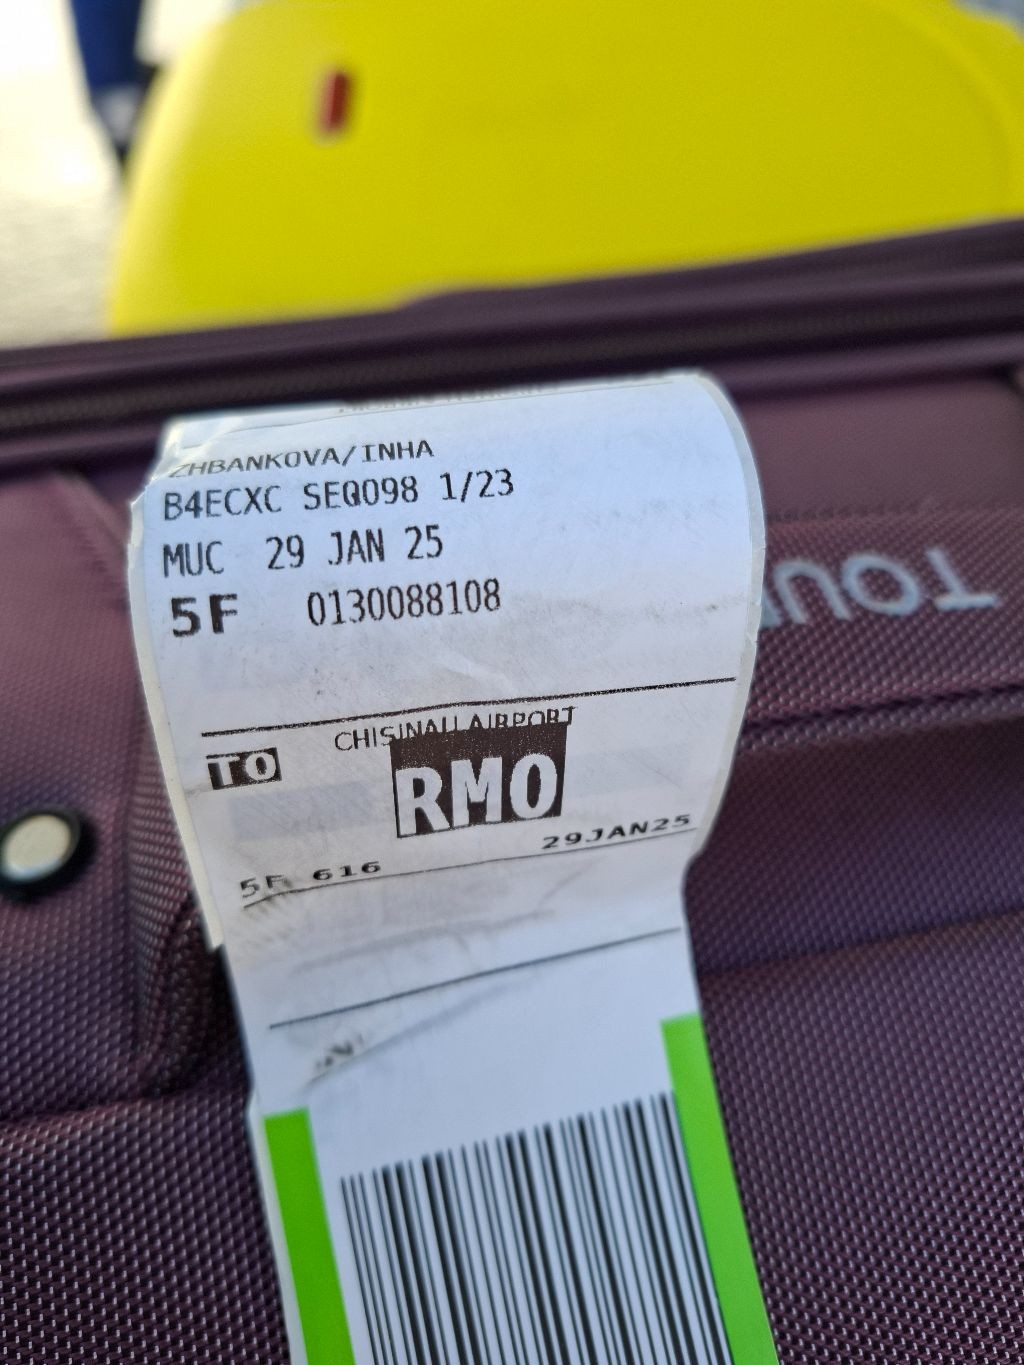 ZHBANKOVA/INHA
B4ECXC SEQ098 1/23
MUC 29 JAN 25
5F 0130088108
CHISINAU AIRPORT
TO RMO
5F 616 29JAN25
TOU